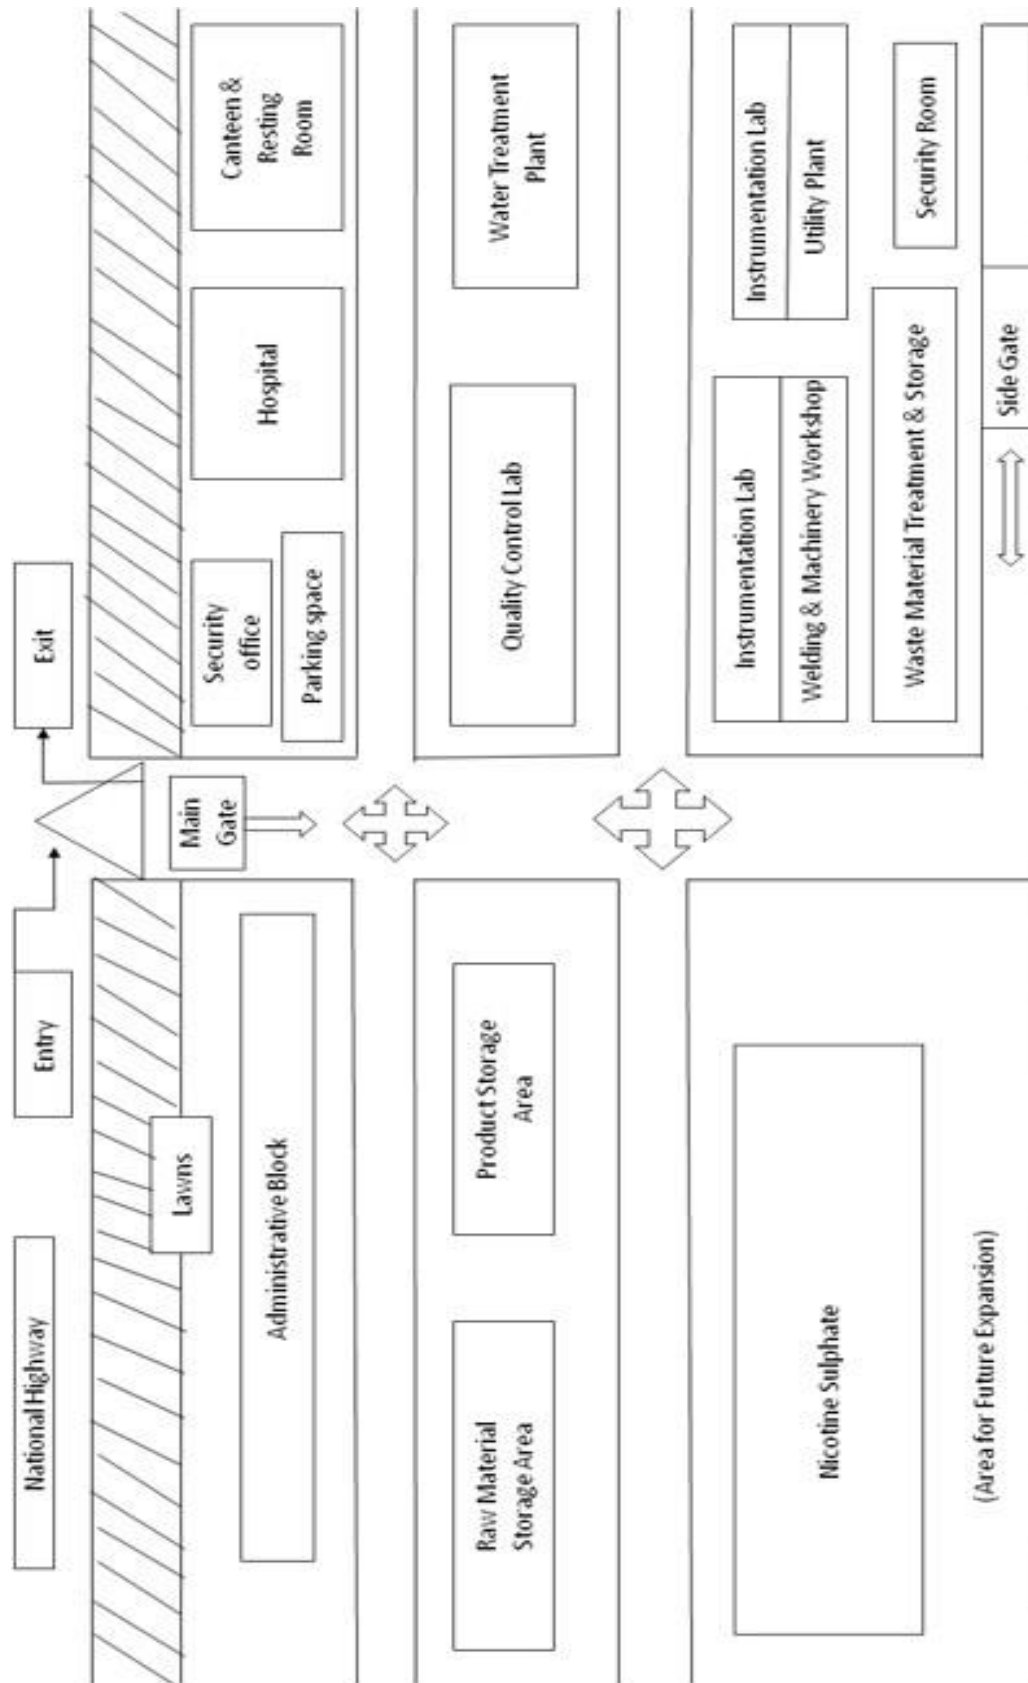 National Highway
Entry
Exit
Lawns
Main
Gate
Administrative Block
Security
office
Parking space
Hospital
Canteen &
Resting
Room
Raw Material
Storage Area
Product Storage
Area
Quality Control Lab
Water Treatment
Plant
Nicotine Sulphate
(Area for Future Expansion)
Instrumentation Lab
Welding & Machinery Workshop
Instrumentation Lab
Utility Plant
Waste Material Treatment & Storage
Security Room
Side Gate